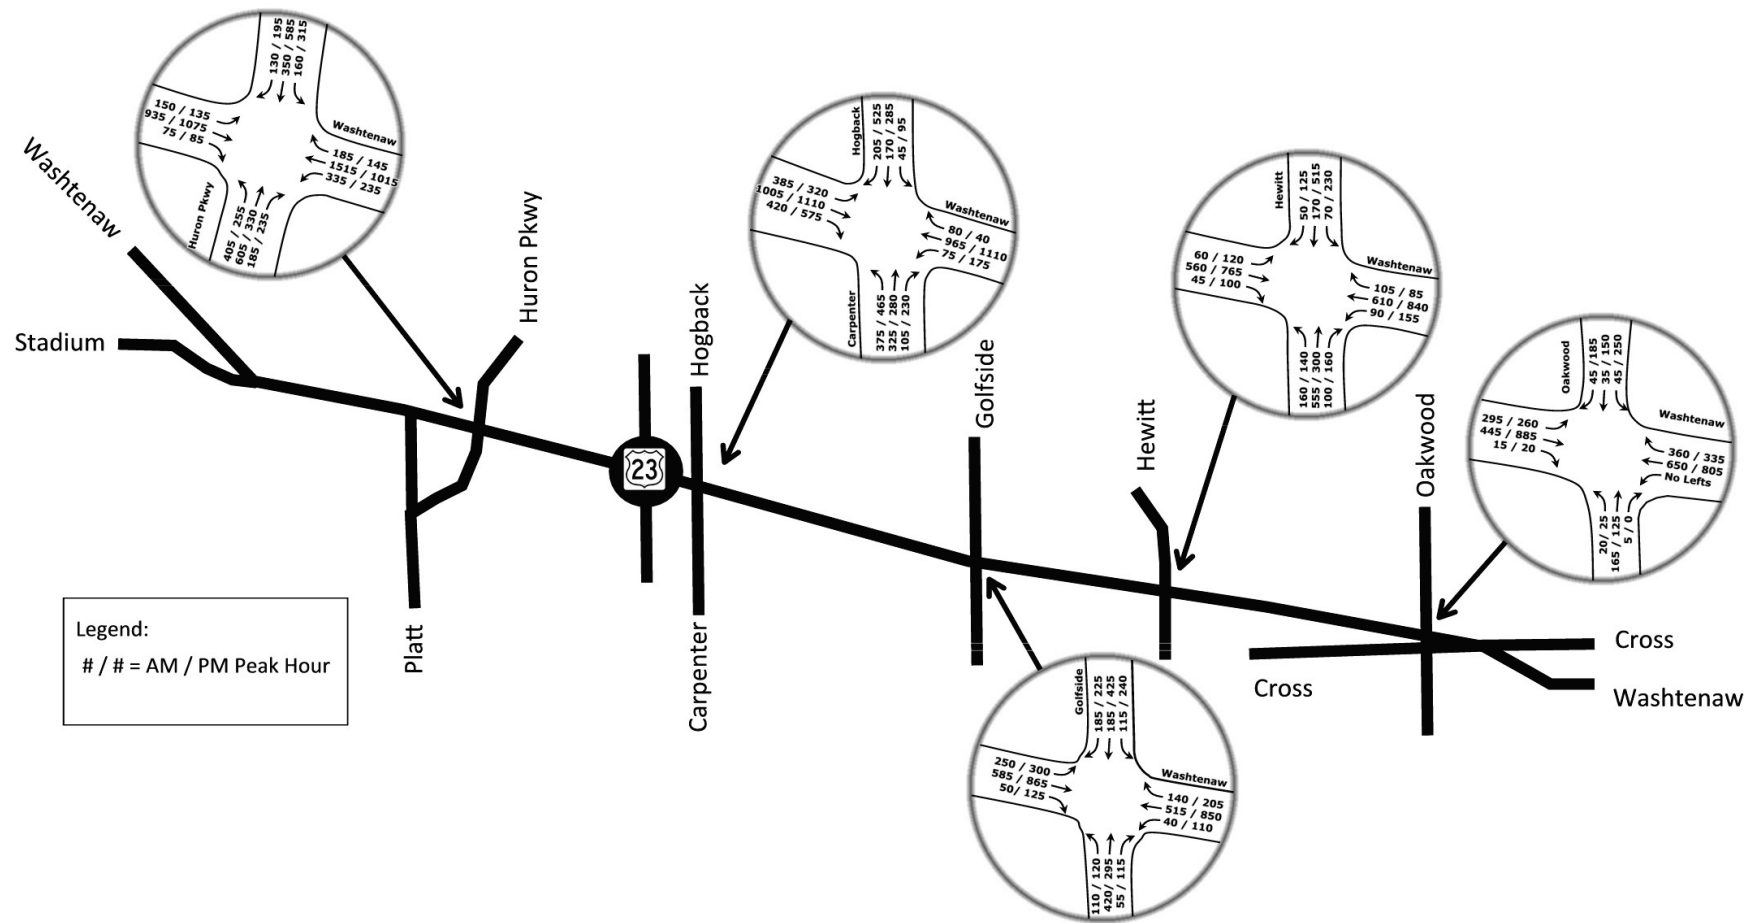 130 / 195
350 / 585
160 / 315
150 / 135
935 / 1075
75 / 85
Washtenaw
185 / 145
1515 / 1015
335 / 235
Huron Pkwy
405 / 255
605 / 330
185 / 235
Hogback
205 / 525
170 / 285
45 / 95
385 / 320
1005 / 1110
420 / 575
Washtenaw
80 / 40
965 / 1110
75 / 175
Carpenter
375 / 465
325 / 280
105 / 230
Hewitt
50 / 125
170 / 515
70 / 230
60 / 120
560 / 765
45 / 100
Washtenaw
105 / 85
610 / 840
90 / 155
160 / 140
555 / 300
100 / 160
Oakwood
45 / 185
35 / 150
45 / 250
295 / 260
445 / 885
15 / 20
Washtenaw
360 / 335
650 / 805
No Lefts
20/ 25
165 / 125
5 / 0
Washtenaw
Stadium
Huron Pkwy
Hogback
23
Golfside
Hewitt
Oakwood
Platt
Carpenter
Cross
Cross
Washtenaw
Legend:
# / # = AM / PM Peak Hour
Golfside
185 / 225
185 / 425
115 / 240
250 / 300
585 / 865
50/ 125
Washtenaw
140 / 205
515 / 850
40 / 110
110 / 120
420/ 295
55 / 115